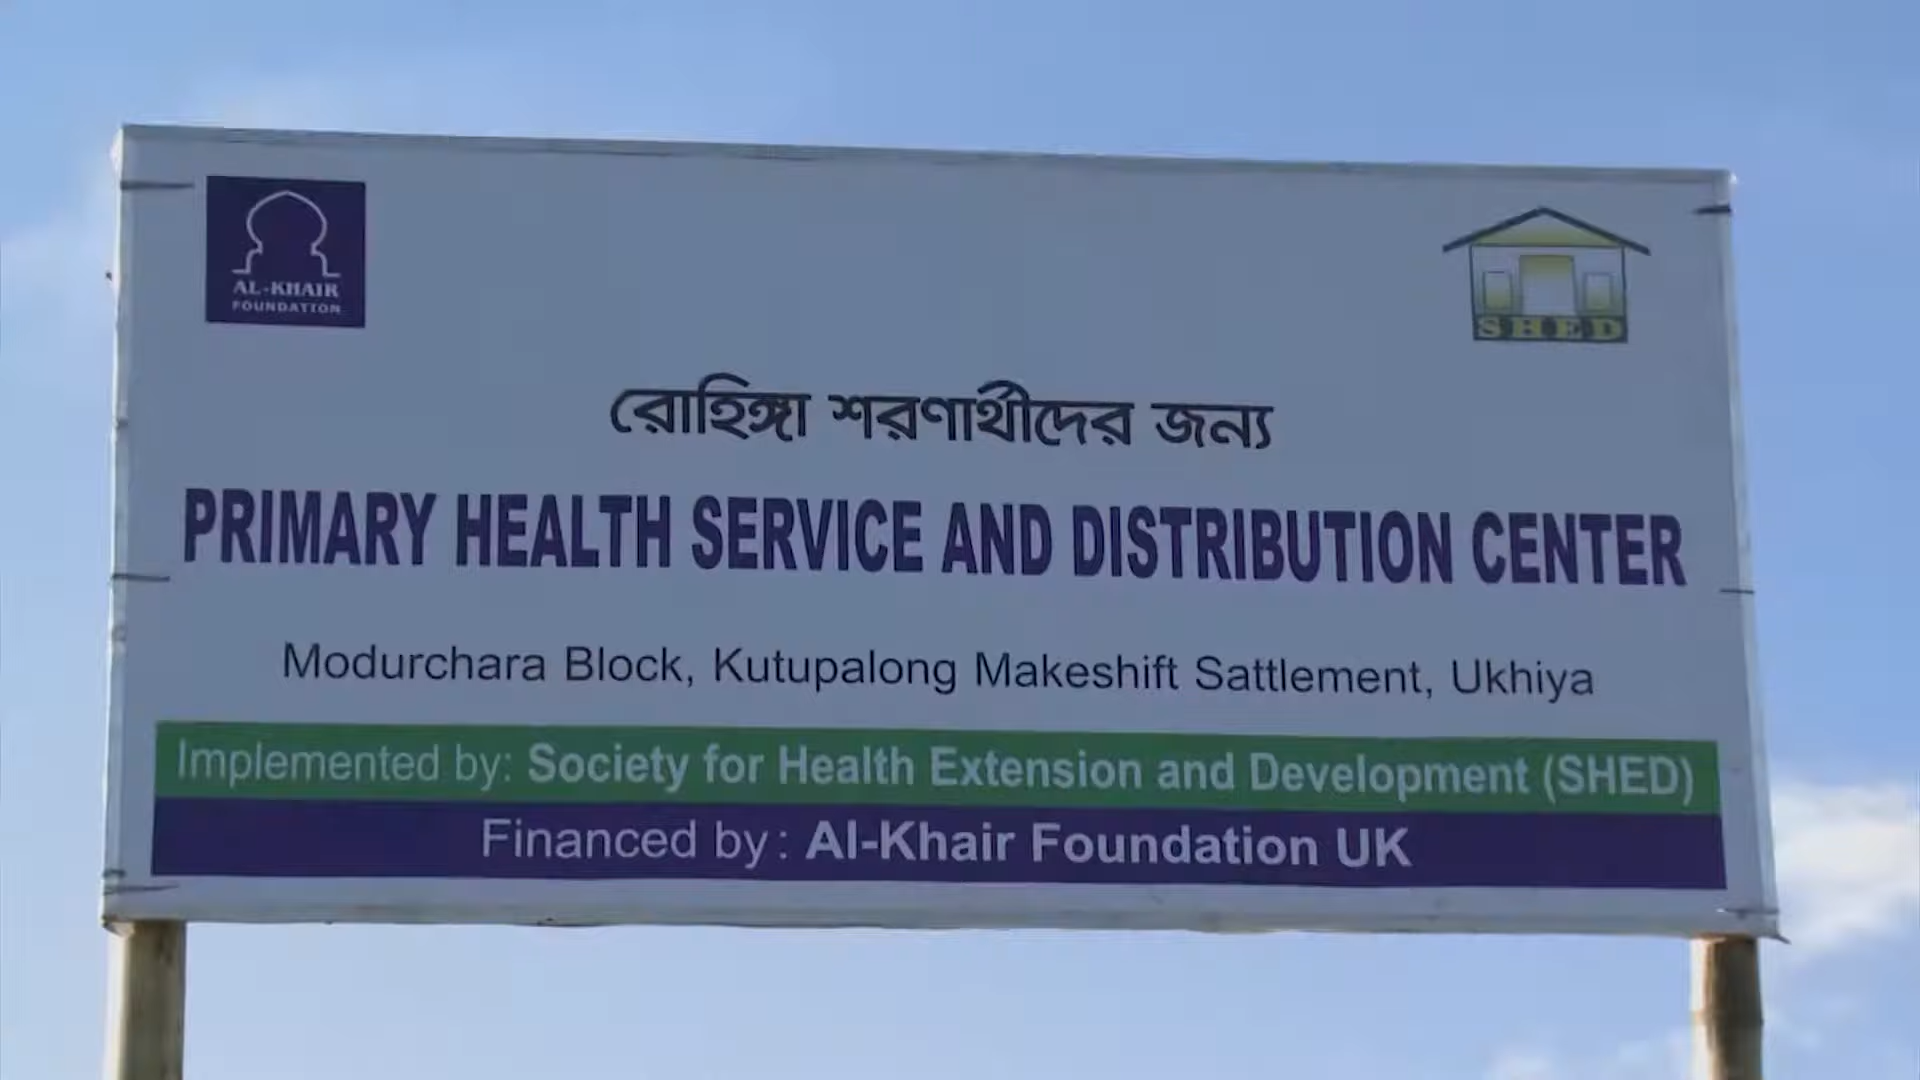 AL-KHAIR
FOUNDATION
SHED
রোহিঙ্গা শরণার্থীদের জন্য
PRIMARY HEALTH SERVICE AND DISTRIBUTION CENTER
Modurchara Block, Kutupalong Makeshift Sattlement, Ukhiya
Implemented by: Society for Health Extension and Development (SHED)
Financed by: Al-Khair Foundation UK